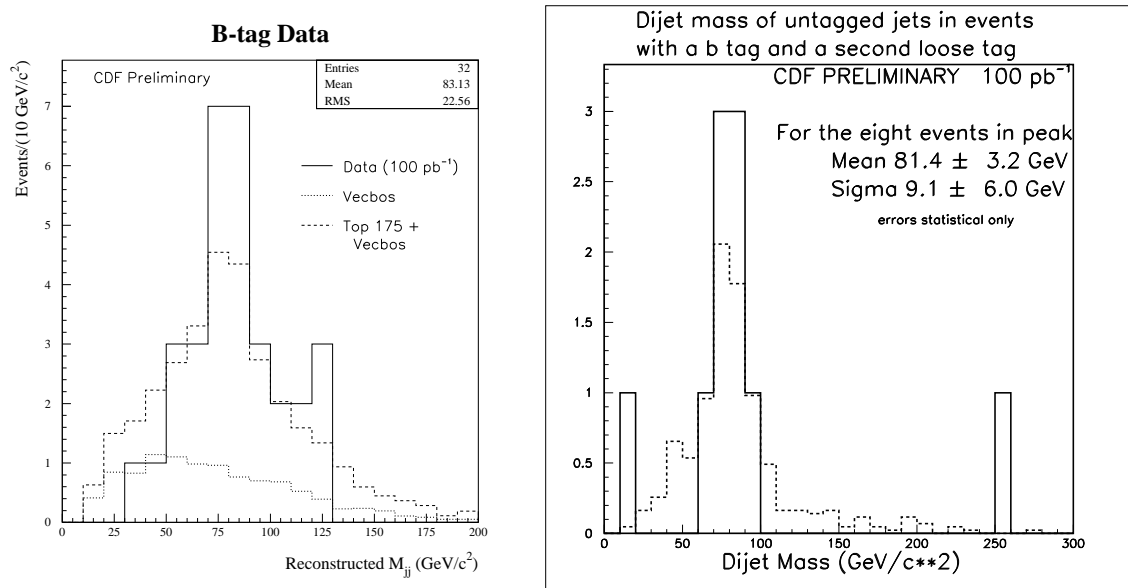 B-tag Data
CDF Preliminary
Entries 32
Mean 83.13
RMS 22.56
Data (100 pb⁻¹)
Vecbos
Top 175 +
Vecbos
Events/(10 GeV/c²)
7
6
5
4
3
2
1
0
0 25 50 75 100 125 150 175 200
Reconstructed M_jj (GeV/c²)
Dijet mass of untagged jets in events
with a b tag and a second loose tag
CDF PRELIMINARY 100 pb⁻¹
For the eight events in peak
Mean 81.4 ± 3.2 GeV
Sigma 9.1 ± 6.0 GeV
errors statistical only
3
2.5
2
1.5
1
0.5
0
0 50 100 150 200 250 300
Dijet Mass (GeV/c**2)